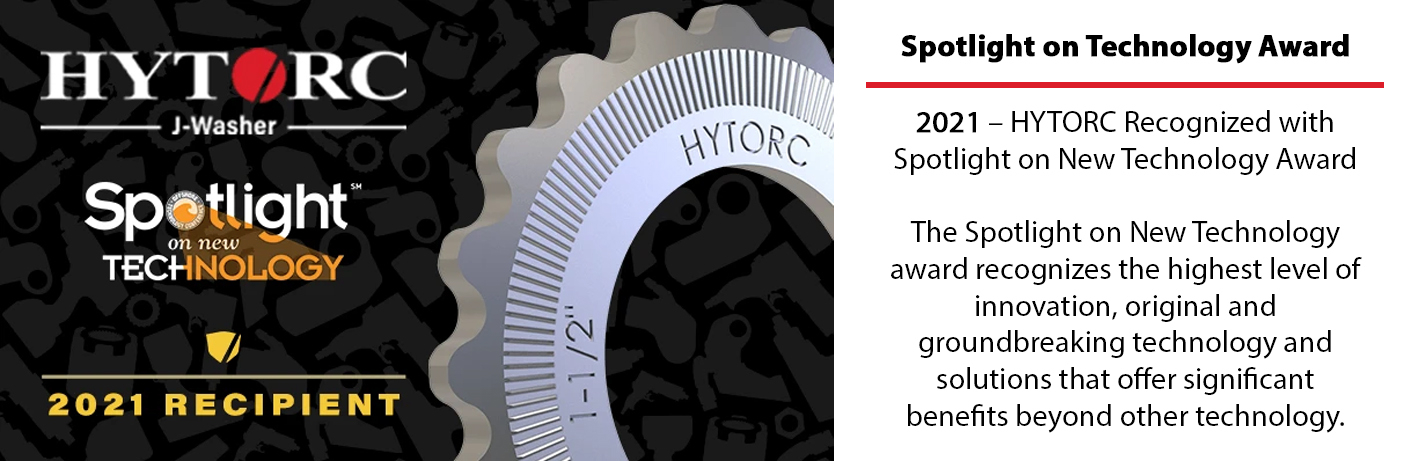 HYTORC
J-Washer
Spotlight℠
on new
TECHNOLOGY
2021 RECIPIENT
HYTORC
1-1/2"
Spotlight on Technology Award
2021 – HYTORC Recognized with
Spotlight on New Technology Award
The Spotlight on New Technology
award recognizes the highest level of
innovation, original and
groundbreaking technology and
solutions that offer significant
benefits beyond other technology.